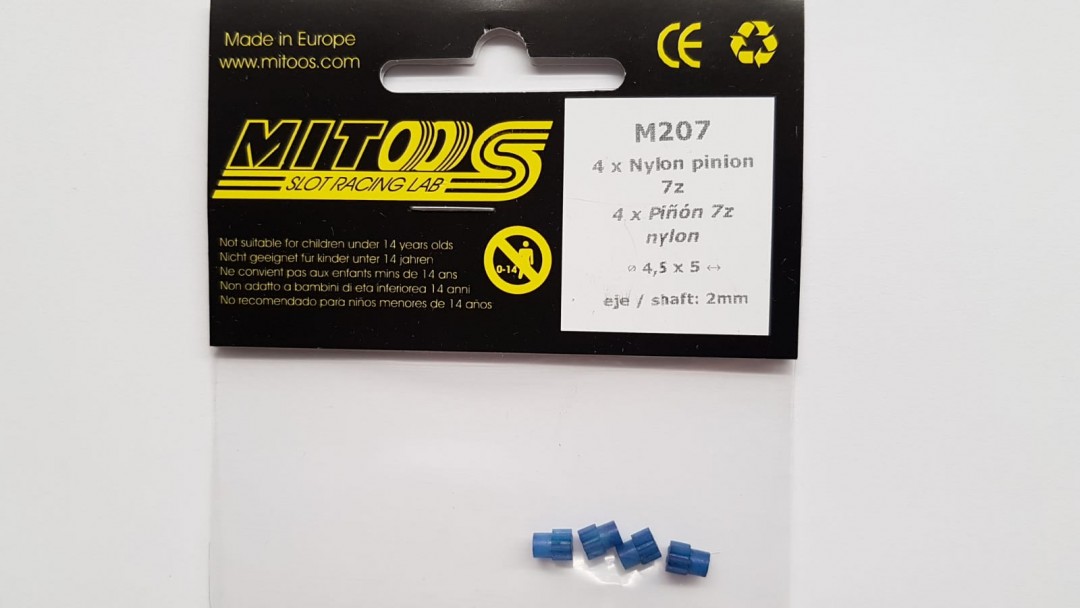 Made in Europe
www.mitoos.com
CE
MITOOS
SLOT RACING LAB
Not suitable for children under 14 years olds
Nicht geeignet für kinder unter 14 jahren
Ne convient pas aux enfants mins de 14 ans
Non adatto a bambini di eta inferiorea 14 anni
No recomendado para niños menores de 14 años
0-14
M207
4 x Nylon pinion
7z
4 x Piñón 7z
nylon
⌀ 4,5 x 5 ↔
eje / shaft: 2mm